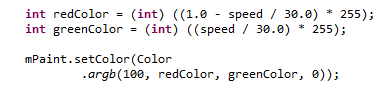 int redColor = (int) ((1.0 - speed / 30.0) * 255);
int greenColor = (int) ((speed / 30.0) * 255);
mPaint.setColor(Color
.argb(100, redColor, greenColor, 0));